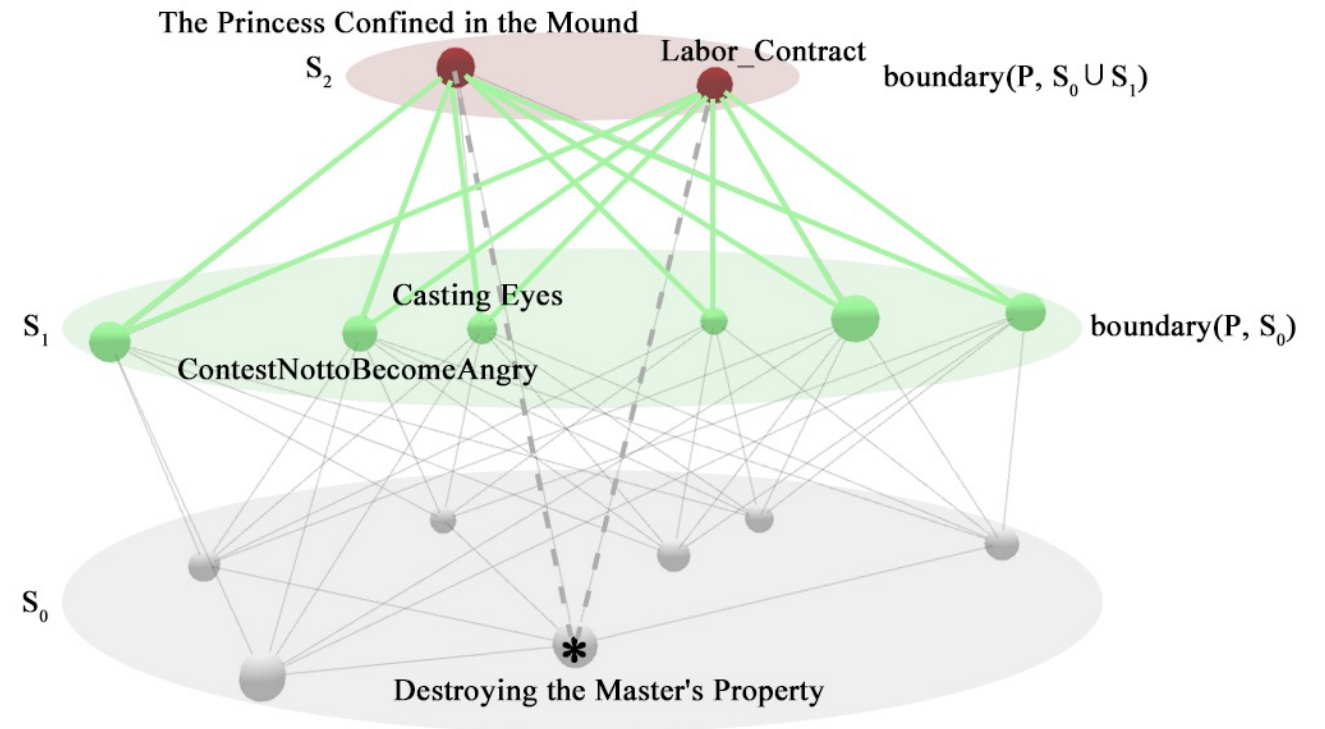 The Princess Confined in the Mound
Labor_Contract
S₂
boundary(P, S₀ ∪ S₁)
Casting Eyes
S₁
boundary(P, S₀)
ContestNottoBecomeAngry
S₀
*
Destroying the Master's Property